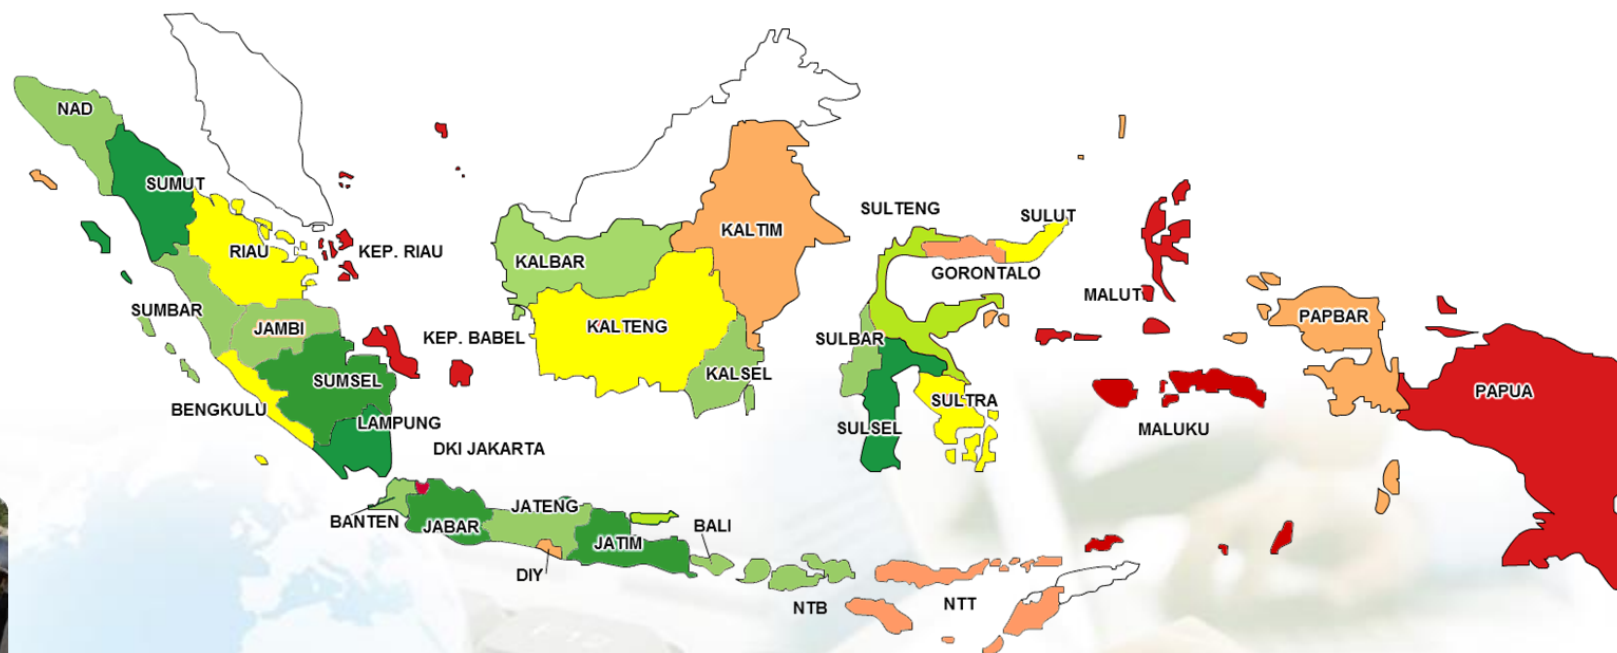 NAD
SUMUT
RIAU
KEP. RIAU
SUMBAR
JAMBI
KEP. BABEL
SUMSEL
BENGKULU
LAMPUNG
DKI JAKARTA
BANTEN
JABAR
JATENG
DIY
JATIM
BALI
NTB
NTT
KALBAR
KALTIM
KALTENG
KALSEL
SULTENG
SULUT
GORONTALO
SULBAR
SULSEL
SULTRA
MALUT
MALUKU
PAPBAR
PAPUA